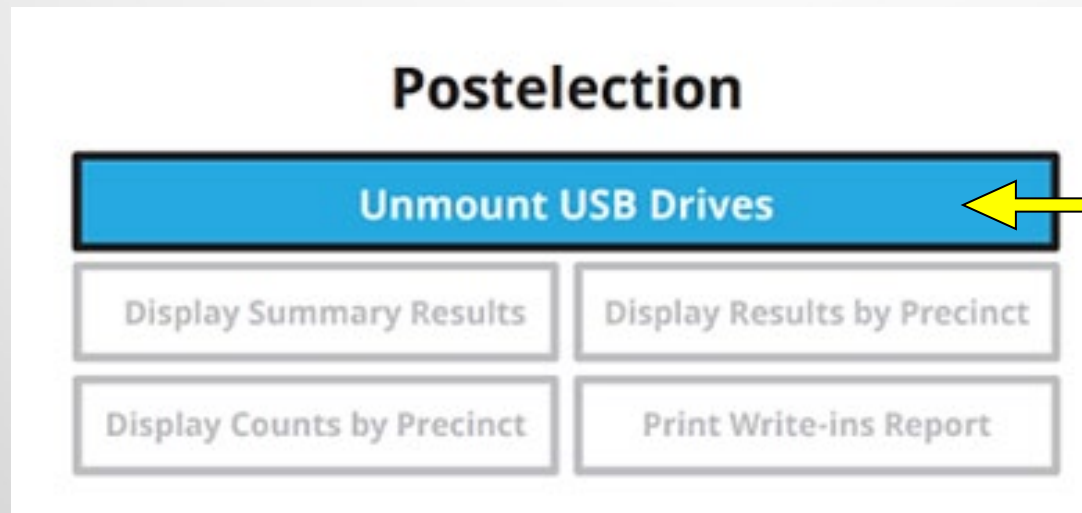 Postelection
Unmount USB Drives
Display Summary Results Display Results by Precinct
Display Counts by Precinct Print Write-ins Report